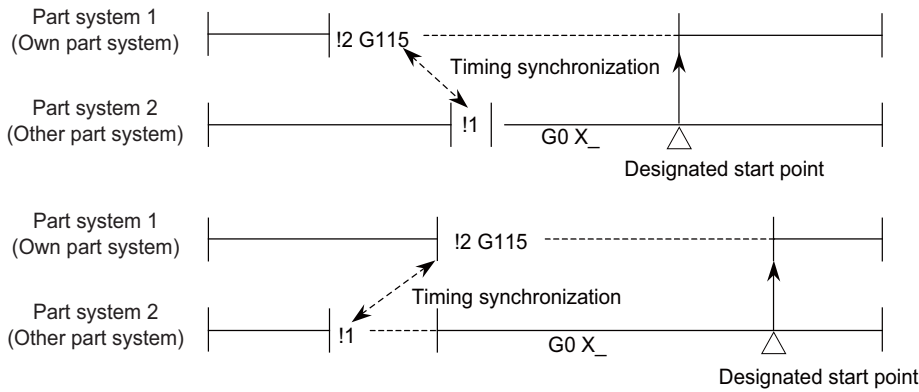 Part system 1
(Own part system)
!2 G115
Timing synchronization
Part system 2
(Other part system)
!1
G0 X_
Designated start point
Part system 1
(Own part system)
!2 G115
Timing synchronization
Part system 2
(Other part system)
!1
G0 X_
Designated start point